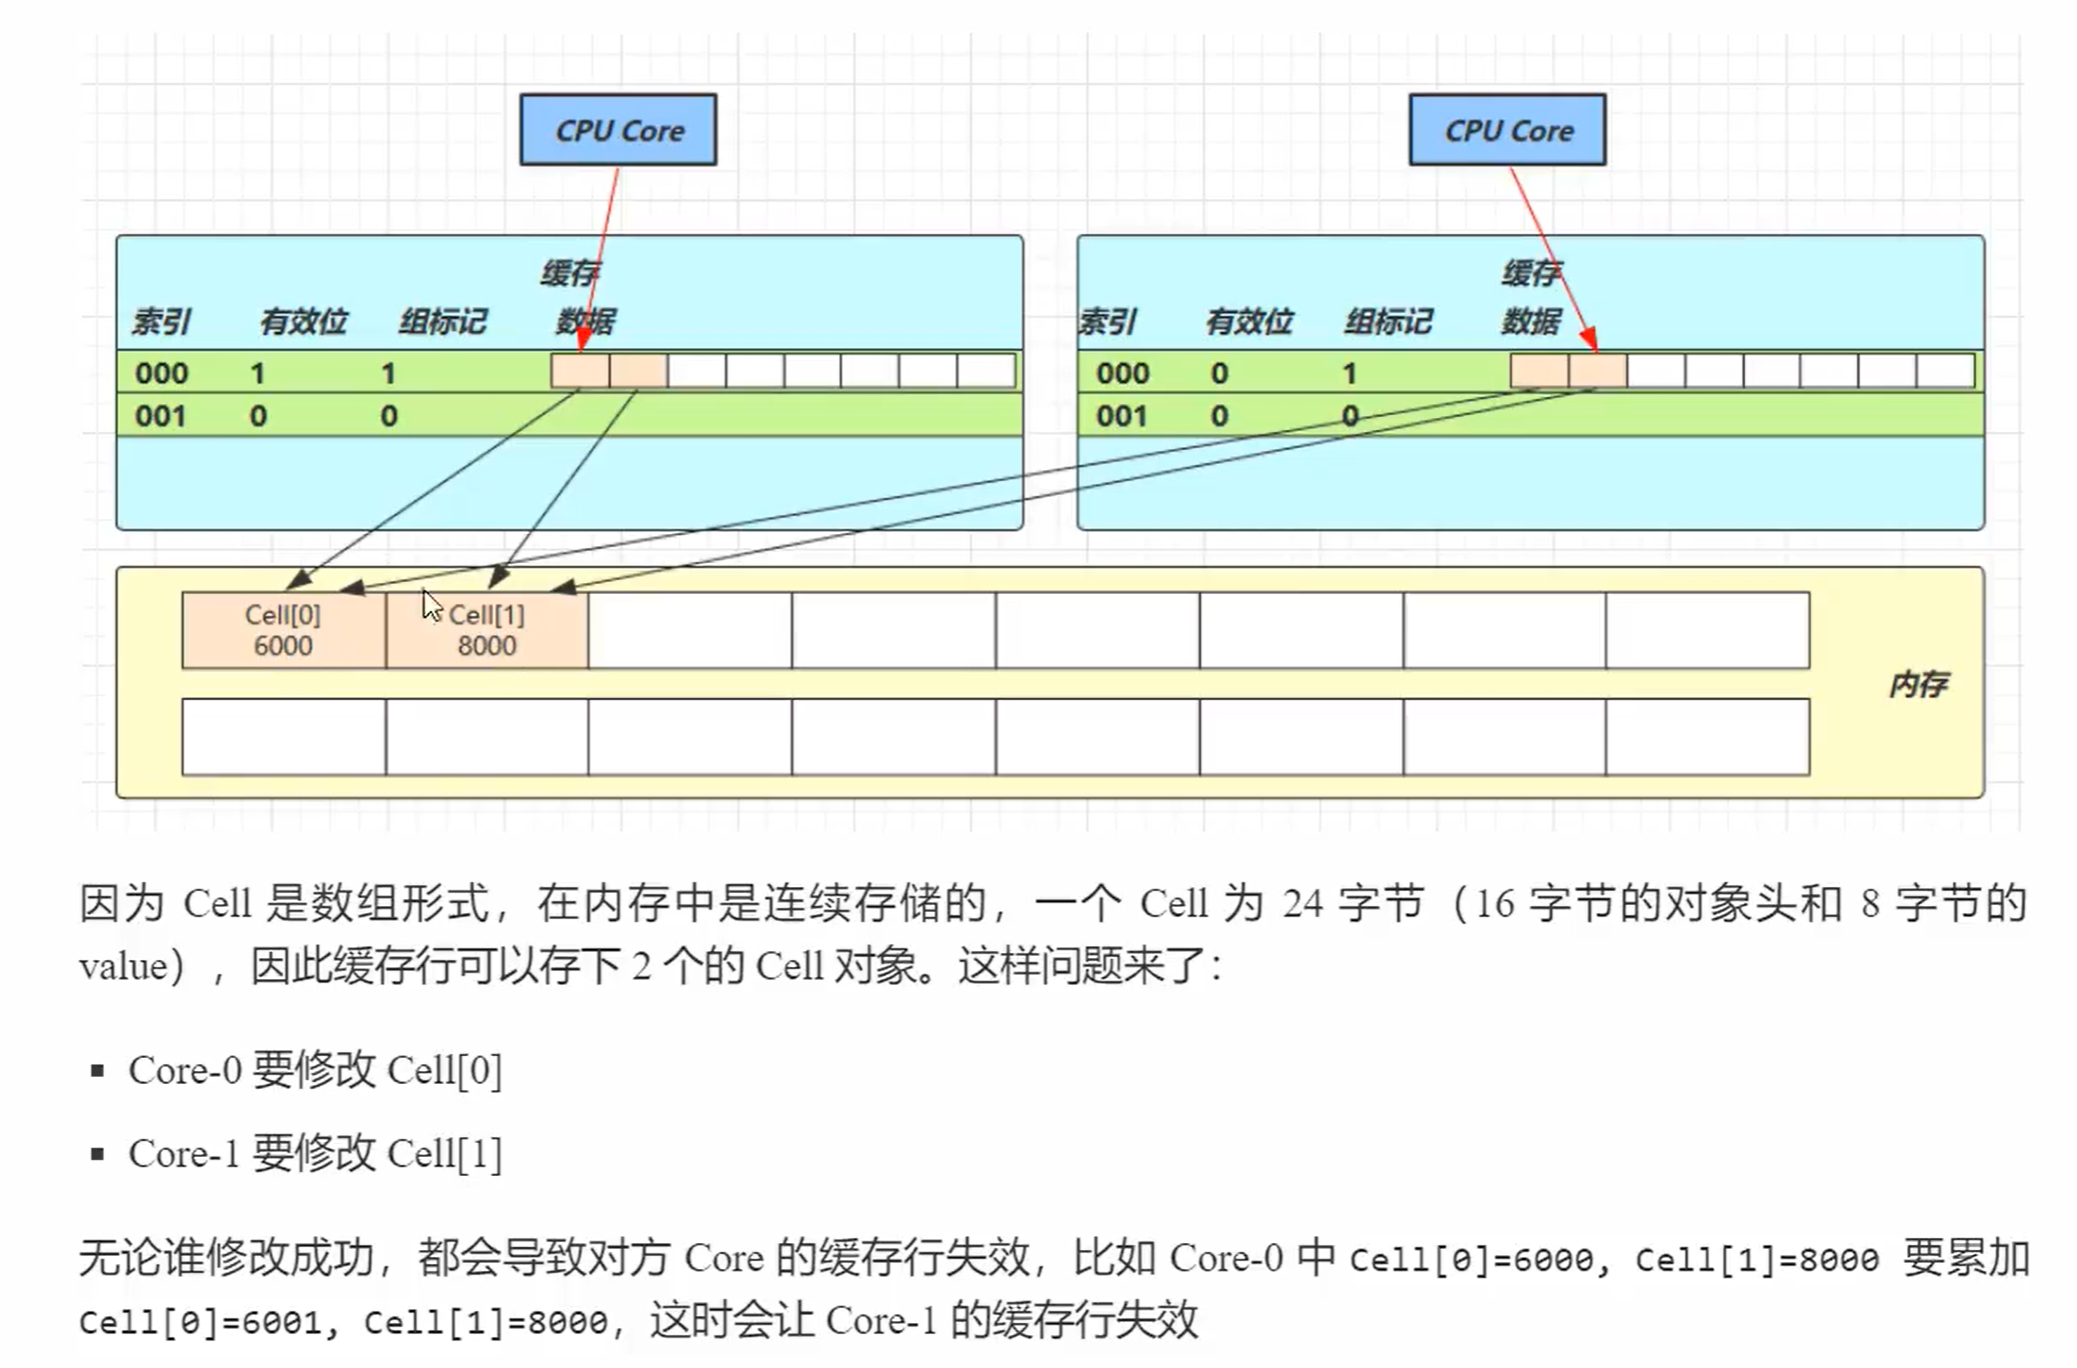 CPU Core CPU Core
缓存 缓存
索引 有效位 组标记 数据 索引 有效位 组标记 数据
000 1 1 000 0 1
001 0 0 001 0 0
Cell[0] Cell[1]
6000 8000
内存
因为 Cell 是数组形式，在内存中是连续存储的，一个 Cell 为 24 字节（16 字节的对象头和 8 字节的
value），因此缓存行可以存下 2 个的 Cell 对象。这样问题来了：
▪ Core-0 要修改 Cell[0]
▪ Core-1 要修改 Cell[1]
无论谁修改成功，都会导致对方 Core 的缓存行失效，比如 Core-0 中 Cell[0]=6000, Cell[1]=8000 要累加
Cell[0]=6001, Cell[1]=8000，这时会让 Core-1 的缓存行失效